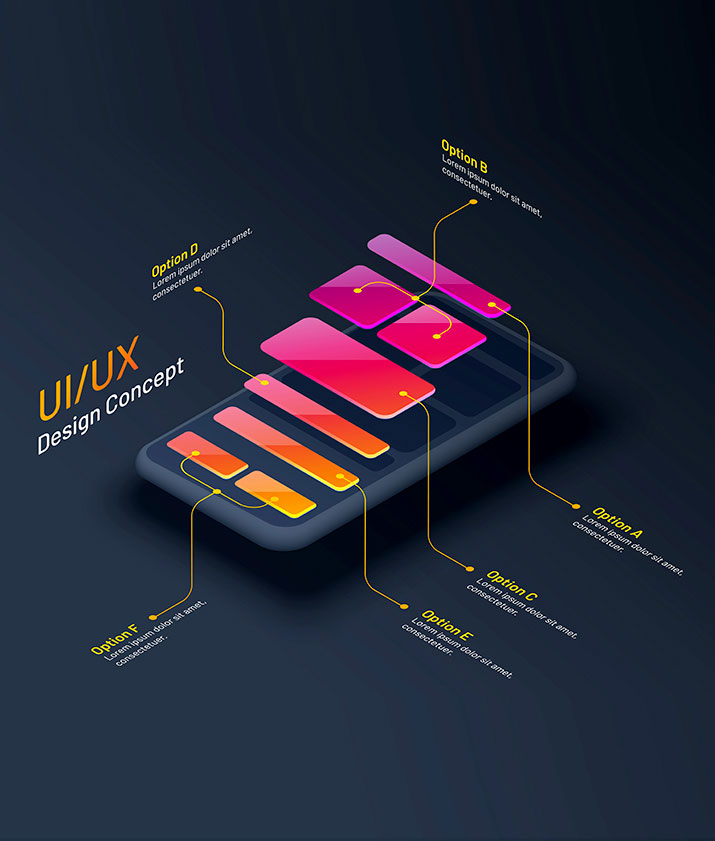 Option B
Lorem ipsum dolor sit amet,
consectetuer.
Option D
Lorem ipsum dolor sit amet.
consectetuer.
UI/UX
Design Concept
Option A
Lorem ipsum dolor sit amet,
consectetuer.
Option C
Lorem ipsum dolor sit amet,
consectetuer.
Option E
Lorem ipsum dolor sit amet,
consectetuer.
Option F
Lorem ipsum dolor sit amet,
consectetuer.